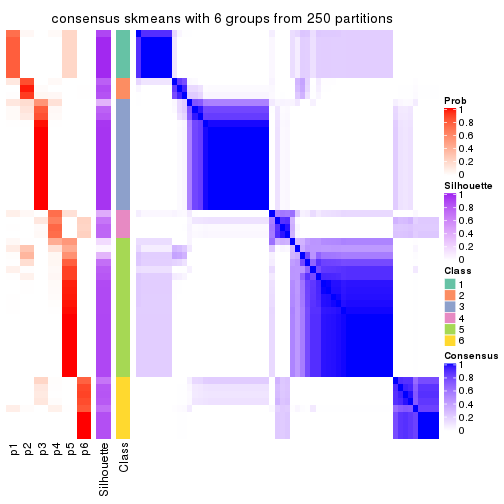 consensus skmeans with 6 groups from 250 partitions
Prob
1
0.8
0.6
0.4
0.2
0
Silhouette
1
0.8
0.6
0.4
0.2
0
Class
1
2
3
4
5
6
Consensus
1
0.8
0.6
0.4
0.2
0
p1
p2
p3
p4
p5
p6
Silhouette
Class